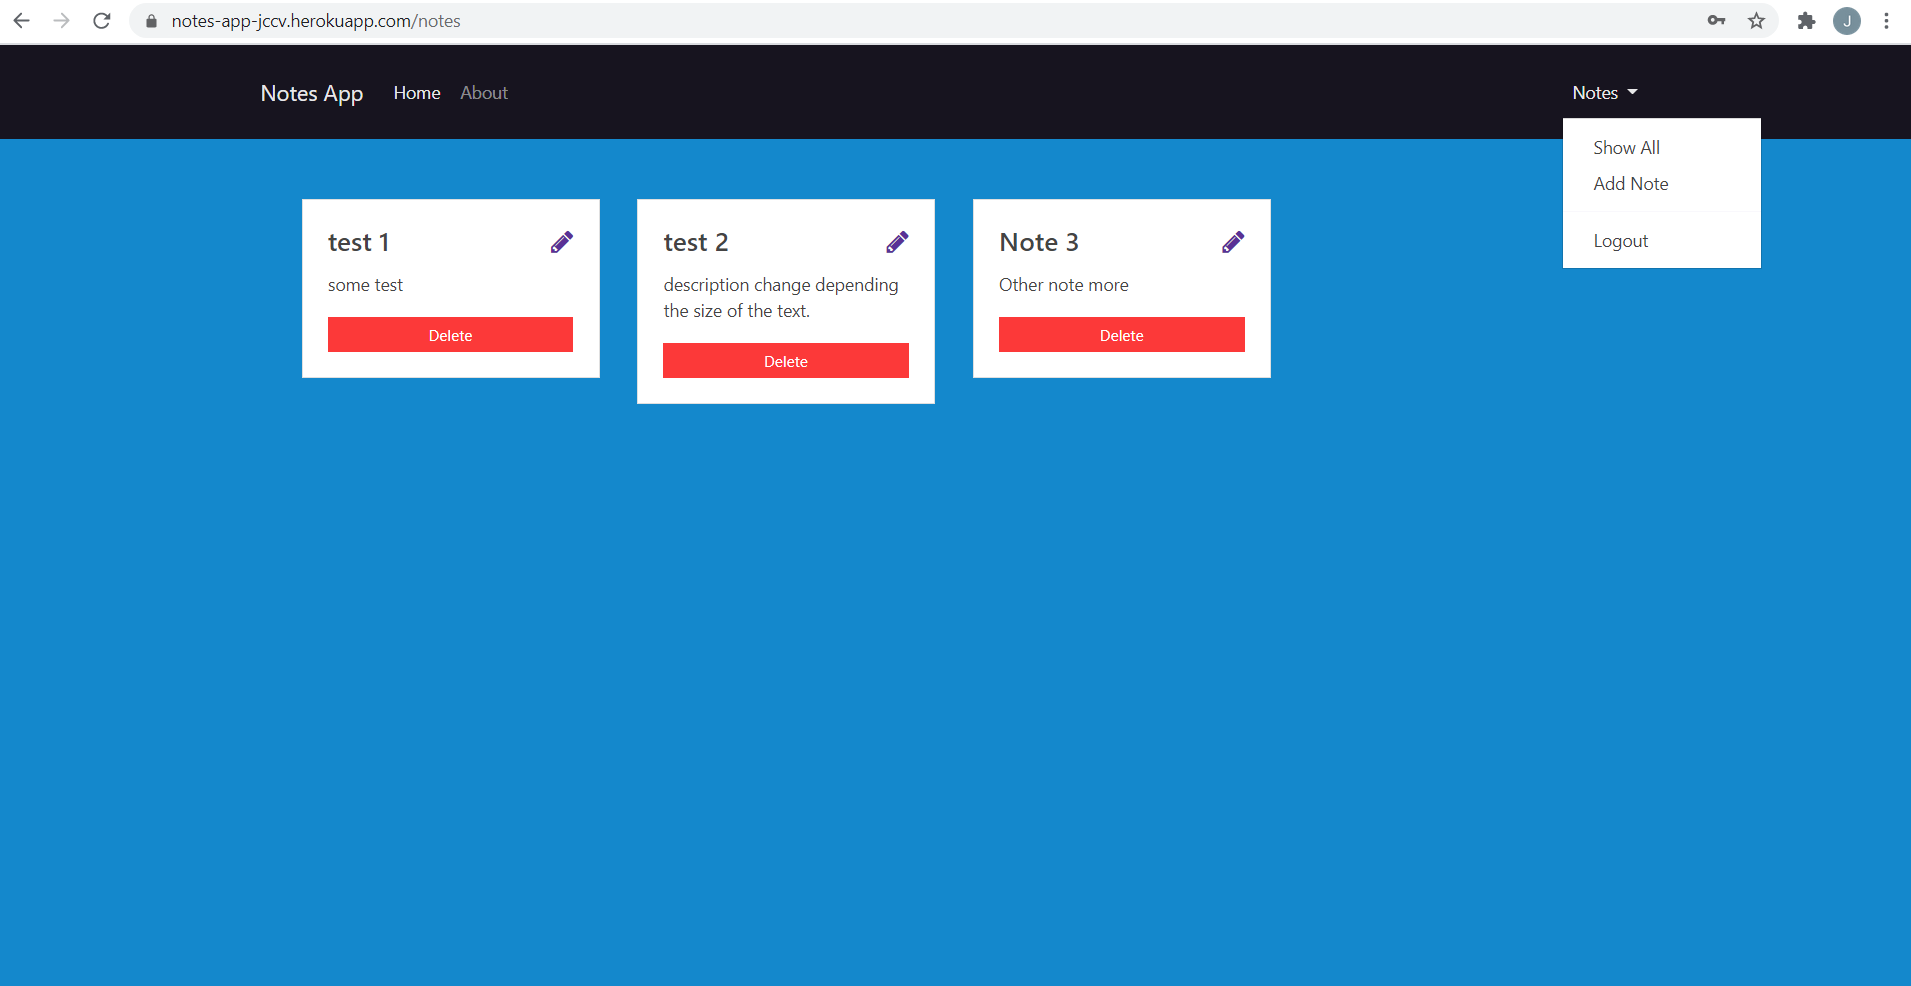 notes-app-jccv.herokuapp.com/notes
J
Notes App Home About Notes
Show All
Add Note
Logout
test 1
some test
Delete
test 2
description change depending
the size of the text.
Delete
Note 3
Other note more
Delete